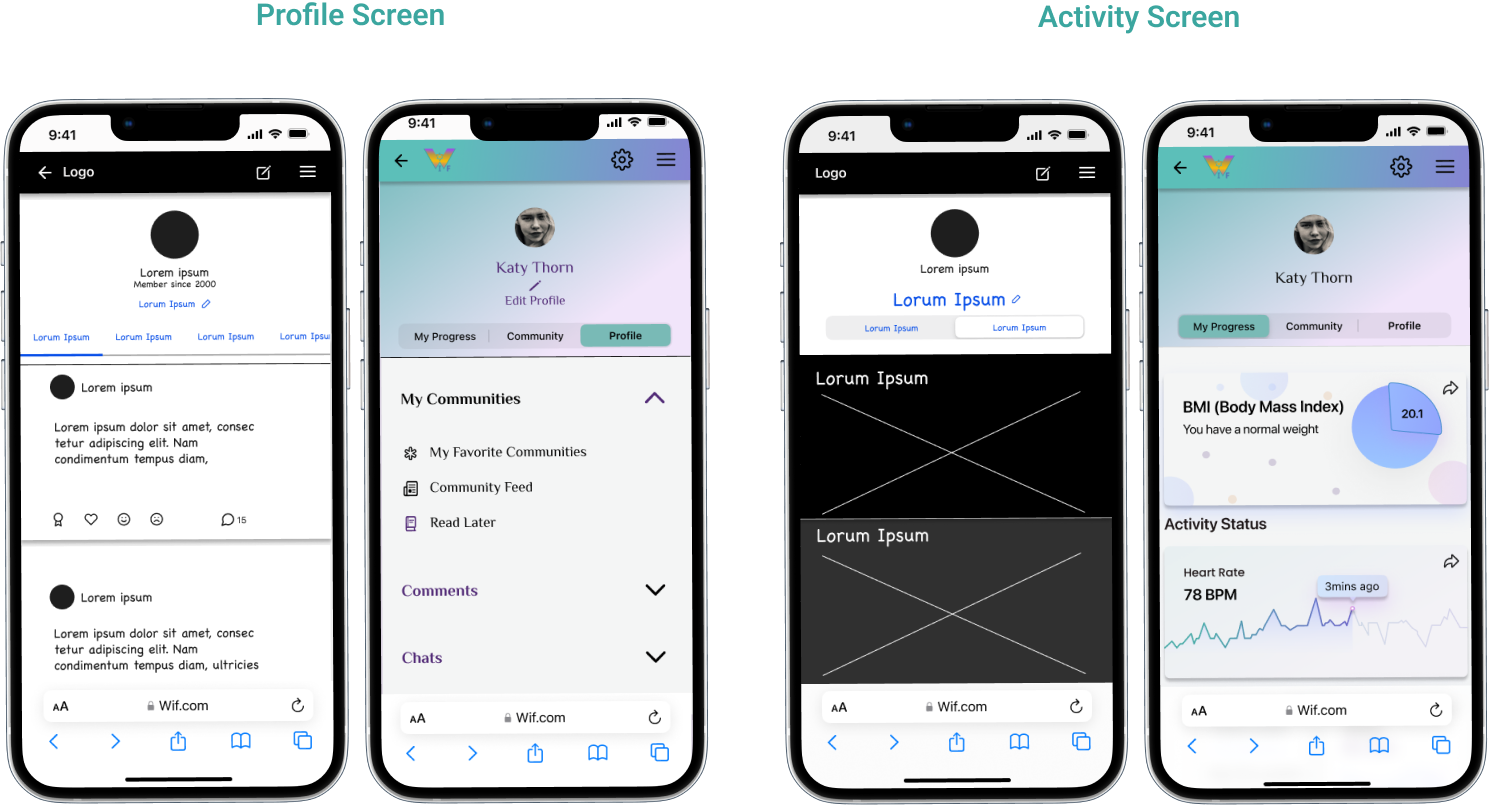 Profile Screen
Activity Screen
9:41
Logo
Lorem ipsum
Member since 2000
Lorum Ipsum
Lorum Ipsum Lorum Ipsum Lorum Ipsum Lorum Ipsu
Lorem ipsum
Lorem ipsum dolor sit amet, consec
tetur adipiscing elit. Nam
condimentum tempus diam,
15
Lorem ipsum
Lorem ipsum dolor sit amet, consec
tetur adipiscing elit. Nam
condimentum tempus diam, ultricies
AA Wif.com
9:41
W
Katy Thorn
Edit Profile
My Progress Community Profile
My Communities
My Favorite Communities
Community Feed
Read Later
Comments
Chats
AA Wif.com
9:41
Logo
Lorem ipsum
Lorum Ipsum
Lorum Ipsum Lorum Ipsum
Lorum Ipsum
Lorum Ipsum
AA Wif.com
9:41
W
Katy Thorn
My Progress Community Profile
BMI (Body Mass Index)
You have a normal weight
20.1
Activity Status
Heart Rate
78 BPM
3mins ago
AA Wif.com